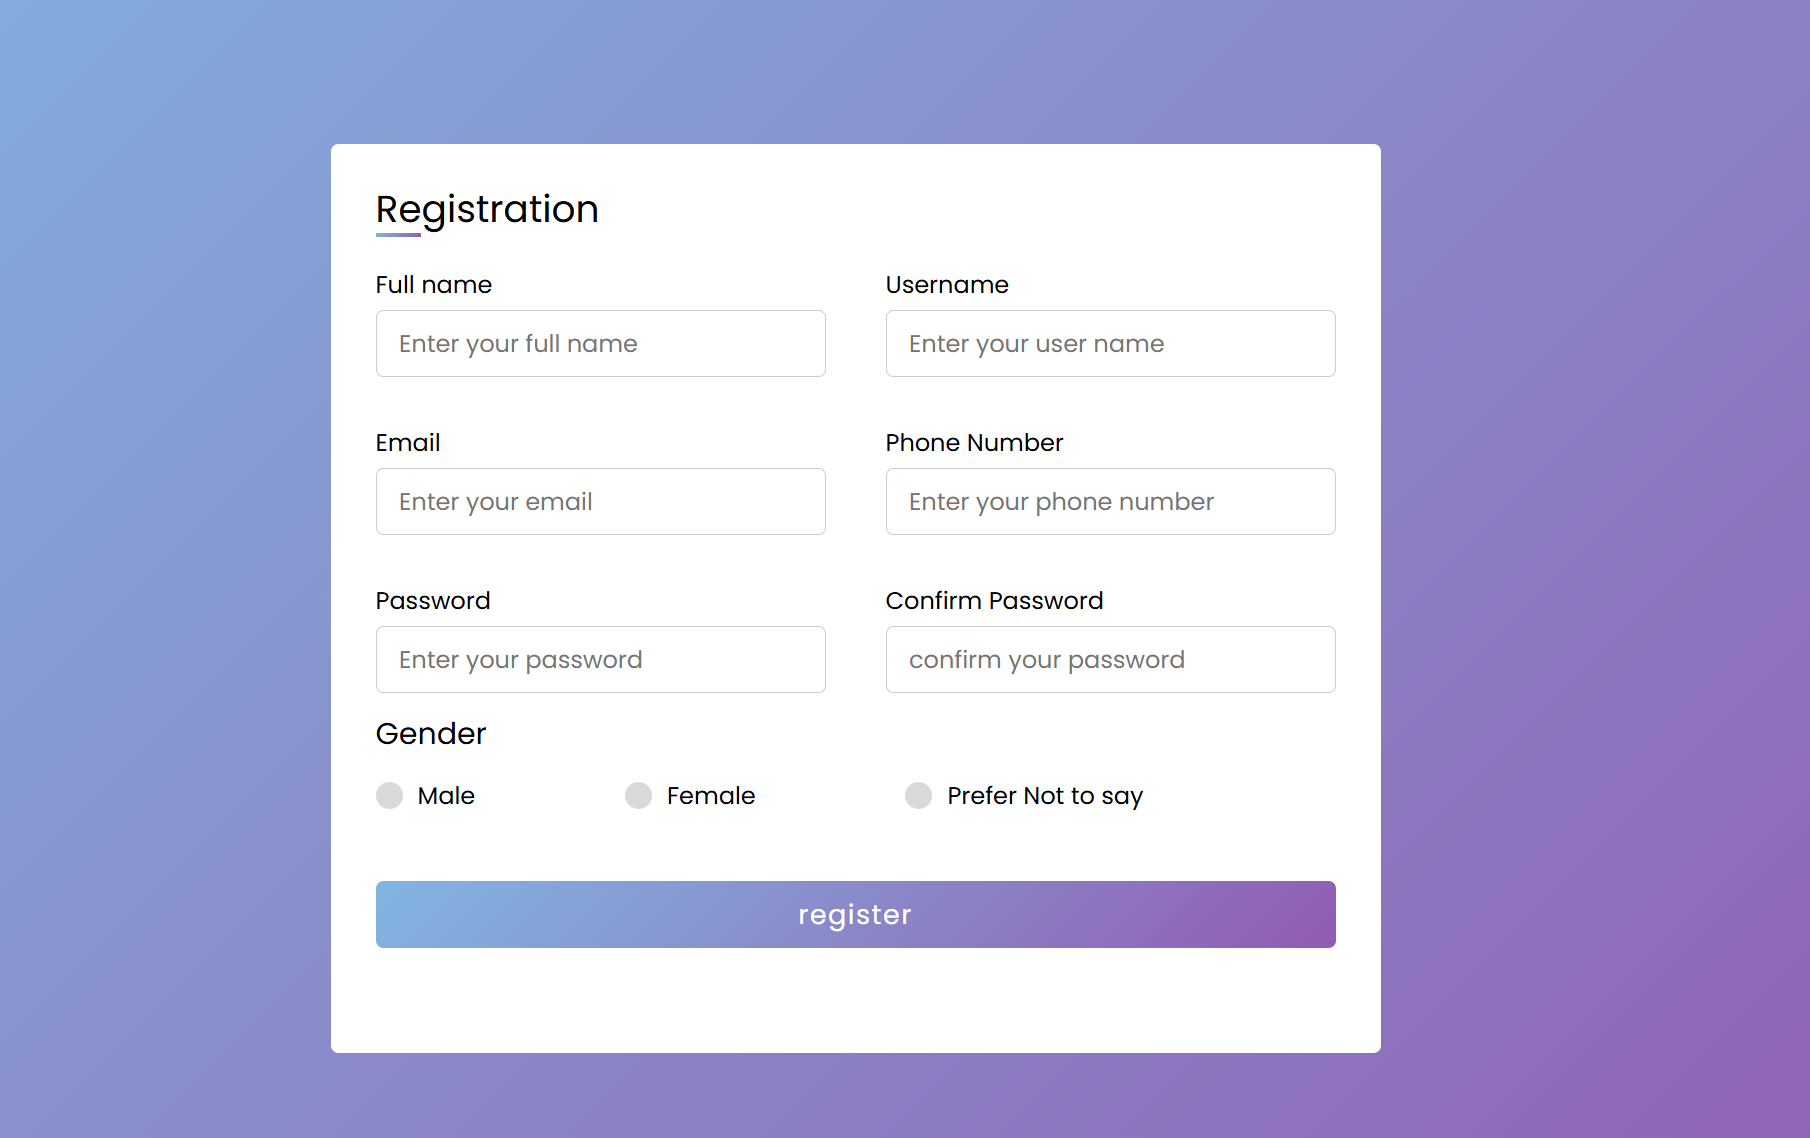 Registration
Full name
Username
Enter your full name
Enter your user name
Email
Phone Number
Enter your email
Enter your phone number
Password
Confirm Password
Enter your password
confirm your password
Gender
Male
Female
Prefer Not to say
register